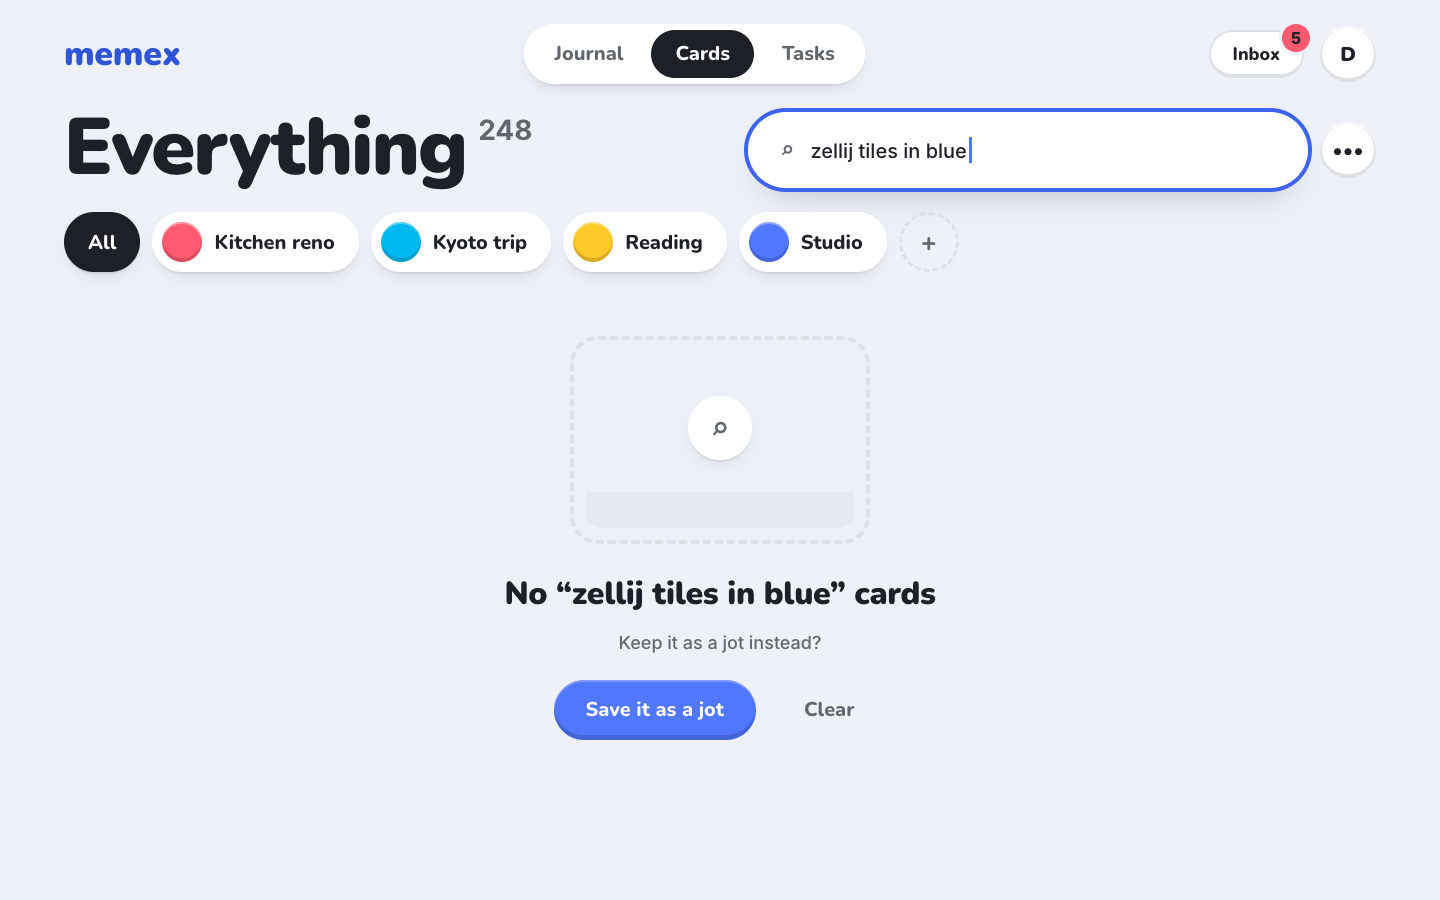 memex
Journal Cards Tasks
Inbox 5 D
Everything 248
zellij tiles in blue
All Kitchen reno Kyoto trip Reading Studio +
No “zellij tiles in blue” cards
Keep it as a jot instead?
Save it as a jot Clear